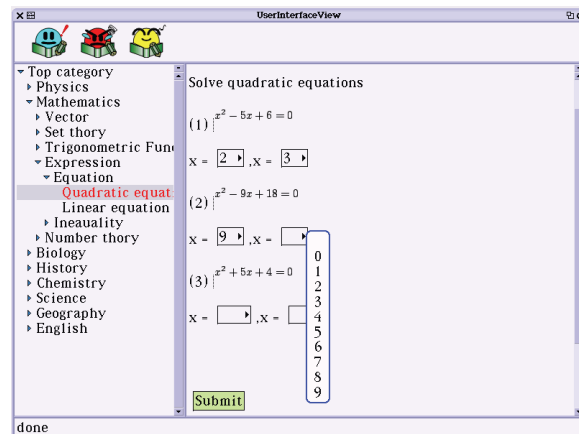 UserInterfaceView
Top category
Physics
Mathematics
Vector
Set thory
Trigonometric Fun
Expression
Equation
Quadratic equat
Linear equation
Ineauality
Number thory
Biology
History
Chemistry
Science
Geography
English
Solve quadratic equations
(1) x² − 5x + 6 = 0
x = 2 ,x = 3
(2) x² − 9x + 18 = 0
x = 9 ,x =
(3) x² + 5x + 4 = 0
x = ,x =
0
1
2
3
4
5
6
7
8
9
Submit
done